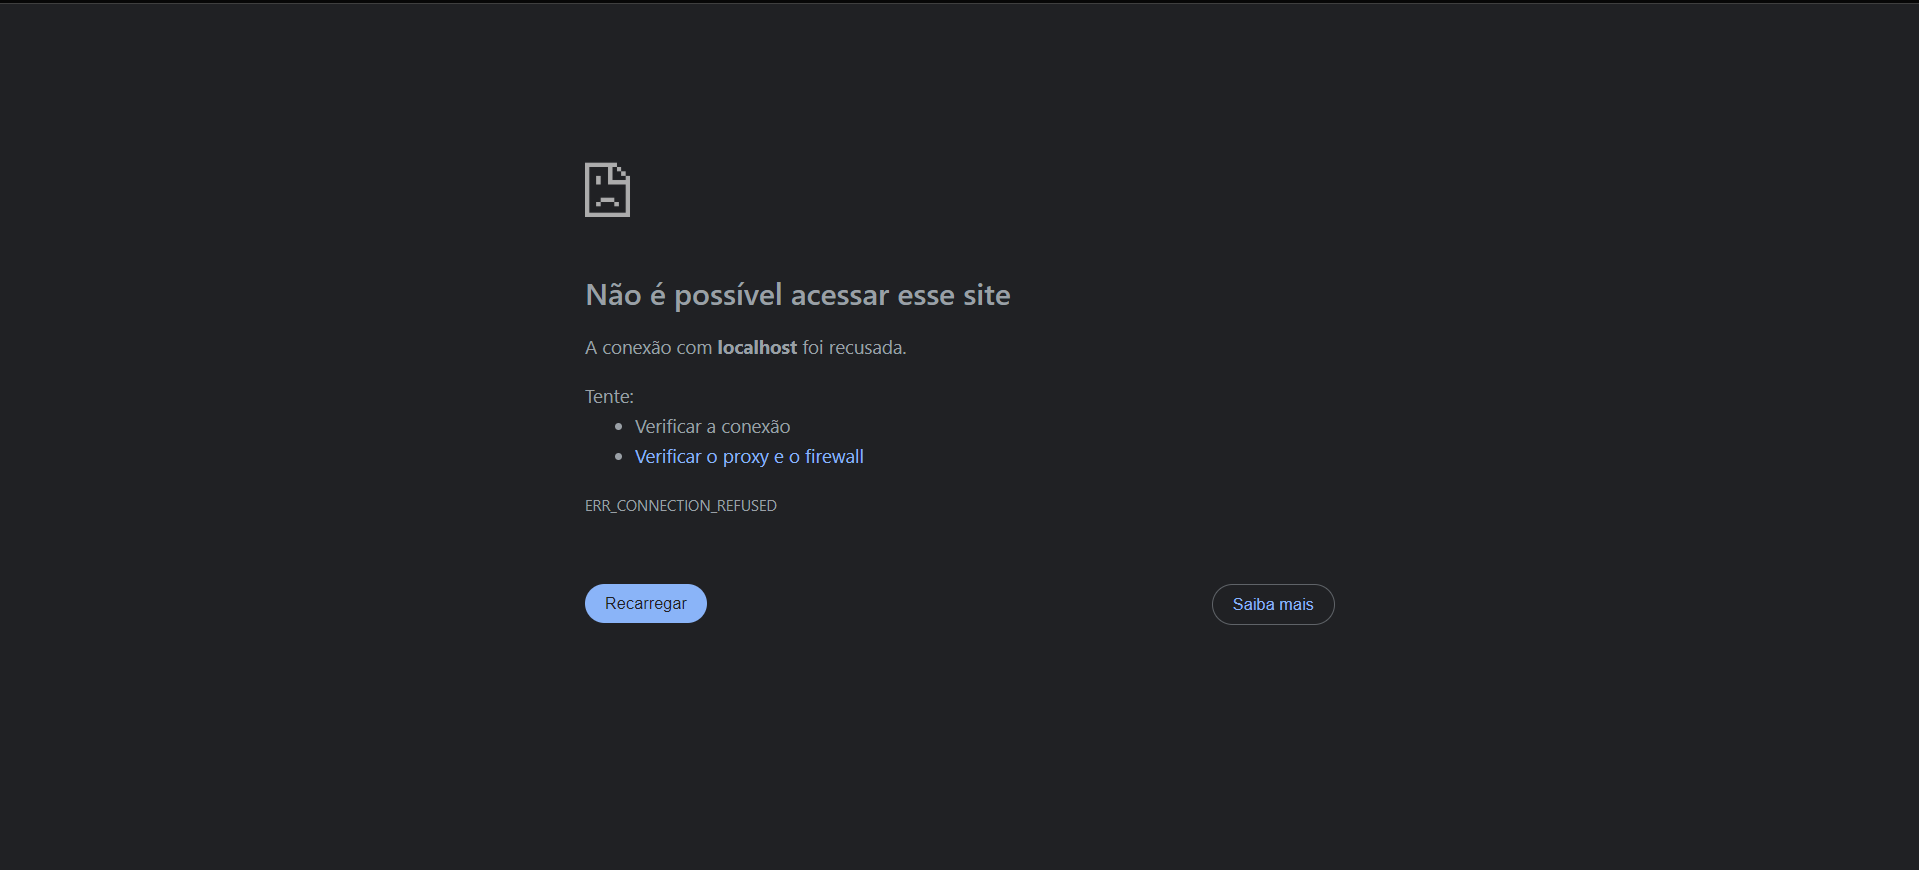 Não é possível acessar esse site
A conexão com localhost foi recusada.
Tente:
Verificar a conexão
Verificar o proxy e o firewall
ERR_CONNECTION_REFUSED
Recarregar
Saiba mais